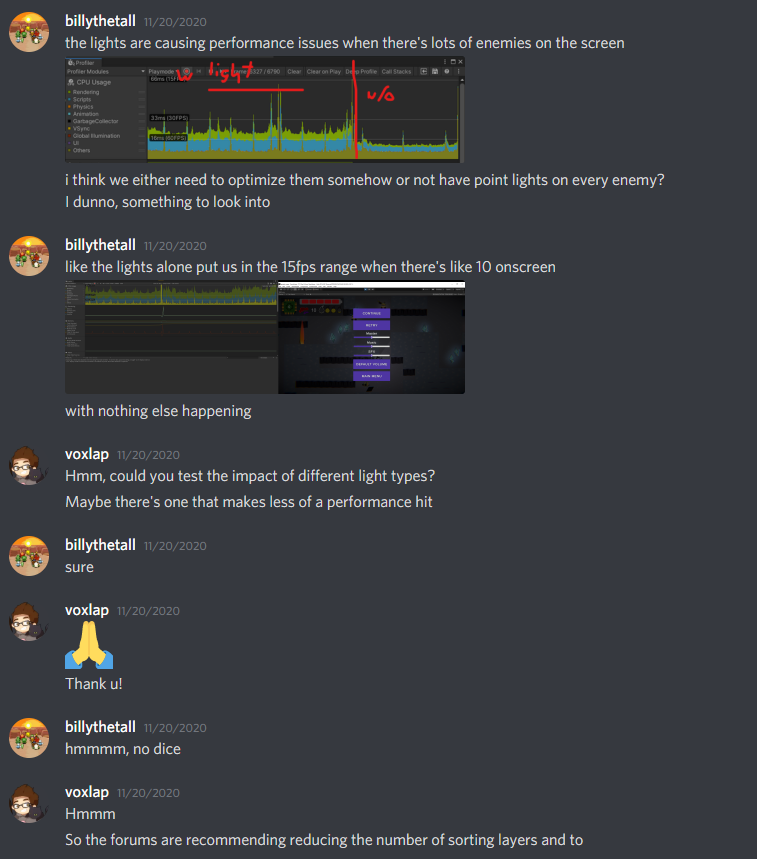 billythetall 11/20/2020
the lights are causing performance issues when there's lots of enemies on the screen
Profiler
Profiler Modules Playmode 8790 Clear Clear on Play Deep Profile Call Stacks
w light
w/o
CPU Usage
Rendering
Scripts
Physics
Animation
GarbageCollector
VSync
Global Illumination
UI
Others
33ms (30FPS)
16ms (60FPS)
i think we either need to optimize them somehow or not have point lights on every enemy?
I dunno, something to look into
billythetall 11/20/2020
like the lights alone put us in the 15fps range when there's like 10 onscreen
CONTINUE
RETRY
Master
Music
SFX
DEFAULT VOLUME
MAIN MENU
with nothing else happening
voxlap 11/20/2020
Hmm, could you test the impact of different light types?
Maybe there's one that makes less of a performance hit
billythetall 11/20/2020
sure
voxlap 11/20/2020
Thank u!
billythetall 11/20/2020
hmmmm, no dice
voxlap 11/20/2020
Hmmm
So the forums are recommending reducing the number of sorting layers and to